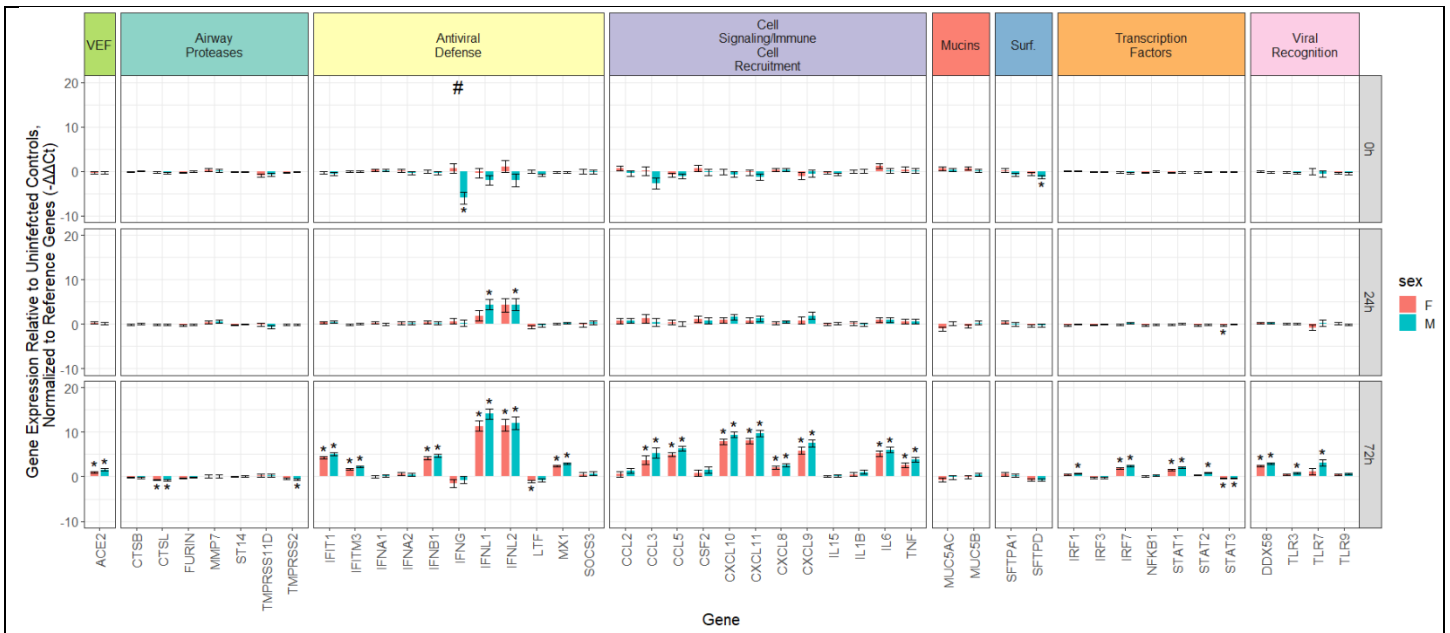 VEF
Airway
Proteases
Antiviral
Defense
Cell
Signaling/Immune
Cell
Recruitment
Mucins
Surf.
Transcription
Factors
Viral
Recognition
Gene Expression Relative to Uninfefcted Controls,
Normalized to Reference Genes (-ΔΔCt)
20
10
0
-10
#
*
*
0h
20
10
0
-10
* *
*
24h
20
10
0
-10
* *
* *
*
* *
* *
* *
* *
* *
*
* *
* *
* *
* *
* *
* *
* *
* *
* *
*
* *
* *
*
* *
* *
*
*
72h
ACE2
CTSB
CTSL
FURIN
MMP7
ST14
TMPRSS11D
TMPRSS2
IFIT1
IFITM3
IFNA1
IFNA2
IFNB1
IFNG
IFNL1
IFNL2
LTF
MX1
SOCS3
CCL2
CCL3
CCL5
CSF2
CXCL10
CXCL11
CXCL8
CXCL9
IL15
IL1B
IL6
TNF
MUC5AC
MUC5B
SFTPA1
SFTPD
IRF1
IRF3
IRF7
NFKB1
STAT1
STAT2
STAT3
DDX58
TLR3
TLR7
TLR9
Gene
sex
F
M